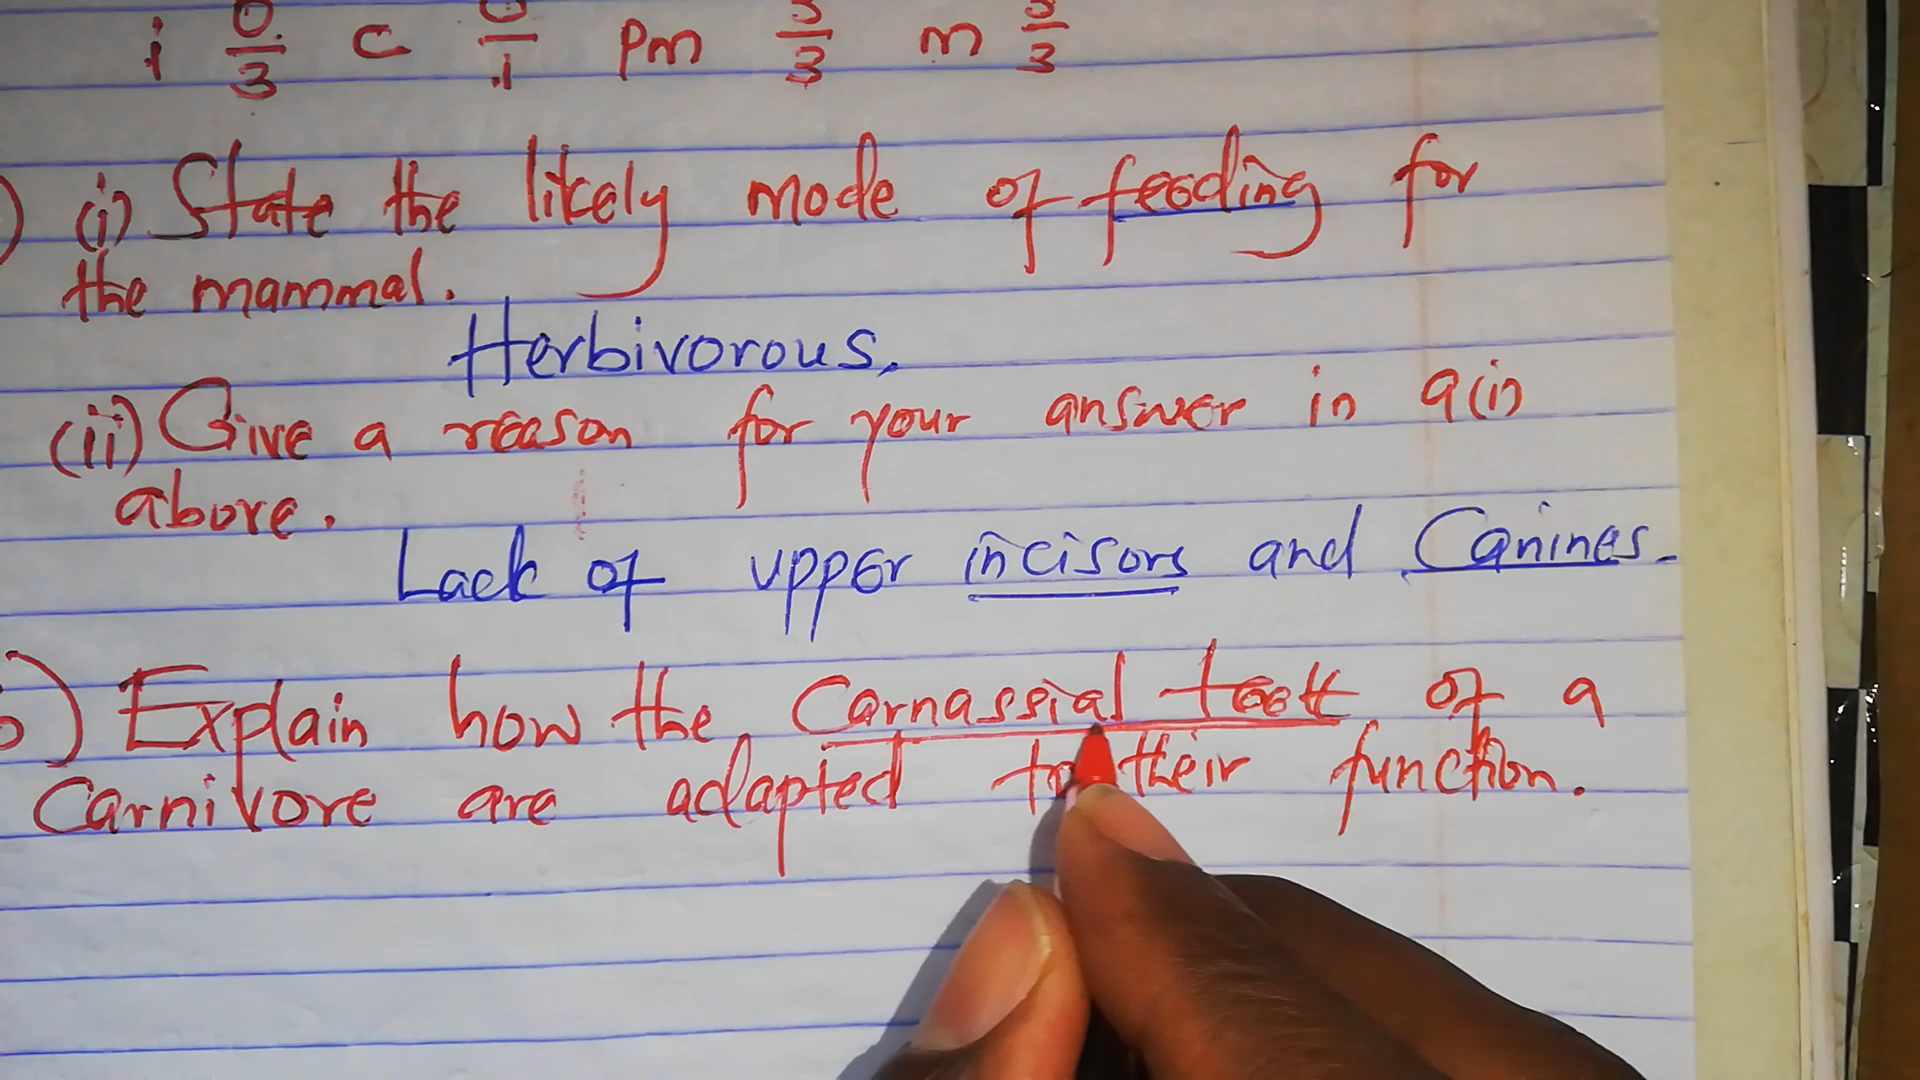 i 0/3 c 0/1 pm 3/3 m 3/3
) (i) State the likely mode of feeding for
the mammal.
Herbivorous.
(ii) Give a reason for your answer in a(i)
above.
Lack of upper incisors and Canines.
) Explain how the Carnassial teeth of a
Carnivore are adapted to their function.